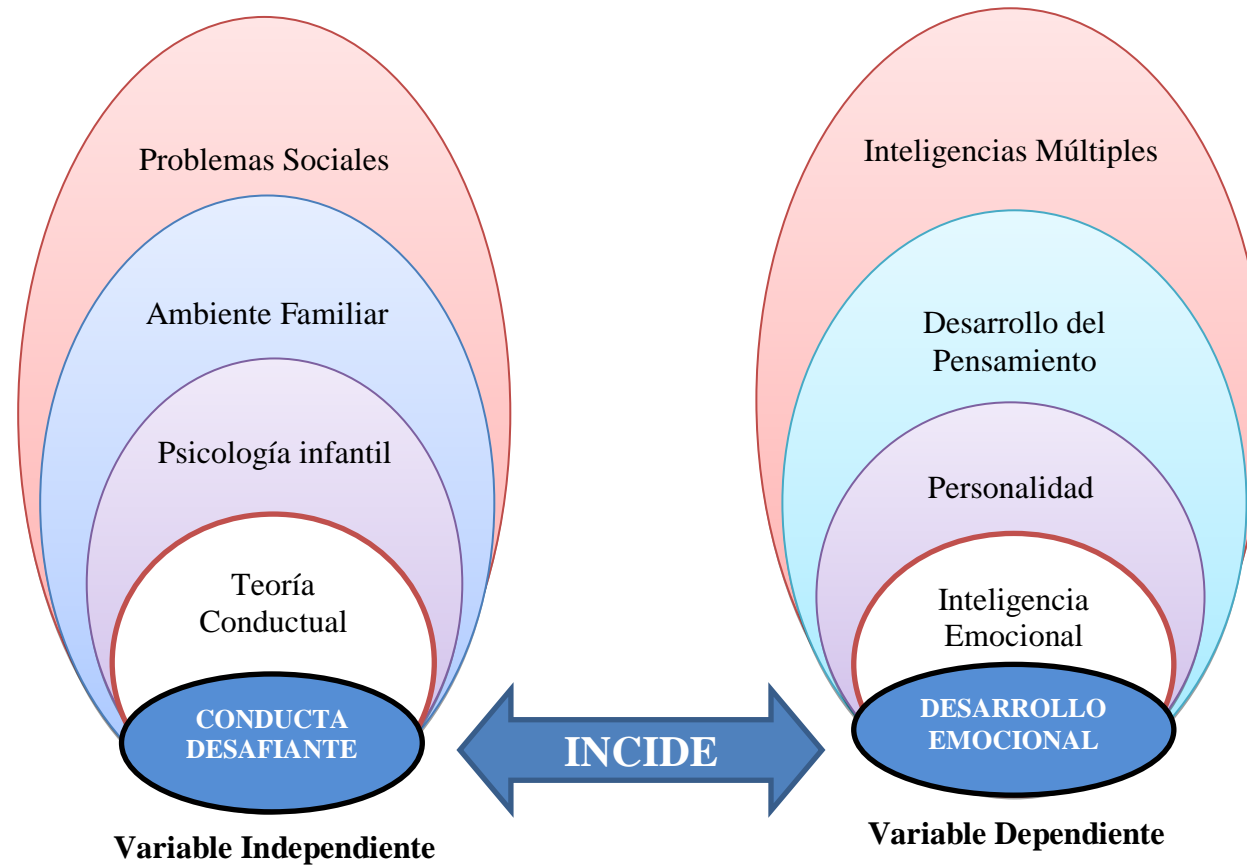 Problemas Sociales
Ambiente Familiar
Psicología infantil
Teoría
Conductual
CONDUCTA
DESAFIANTE
Variable Independiente
INCIDE
Inteligencias Múltiples
Desarrollo del
Pensamiento
Personalidad
Inteligencia
Emocional
DESARROLLO
EMOCIONAL
Variable Dependiente